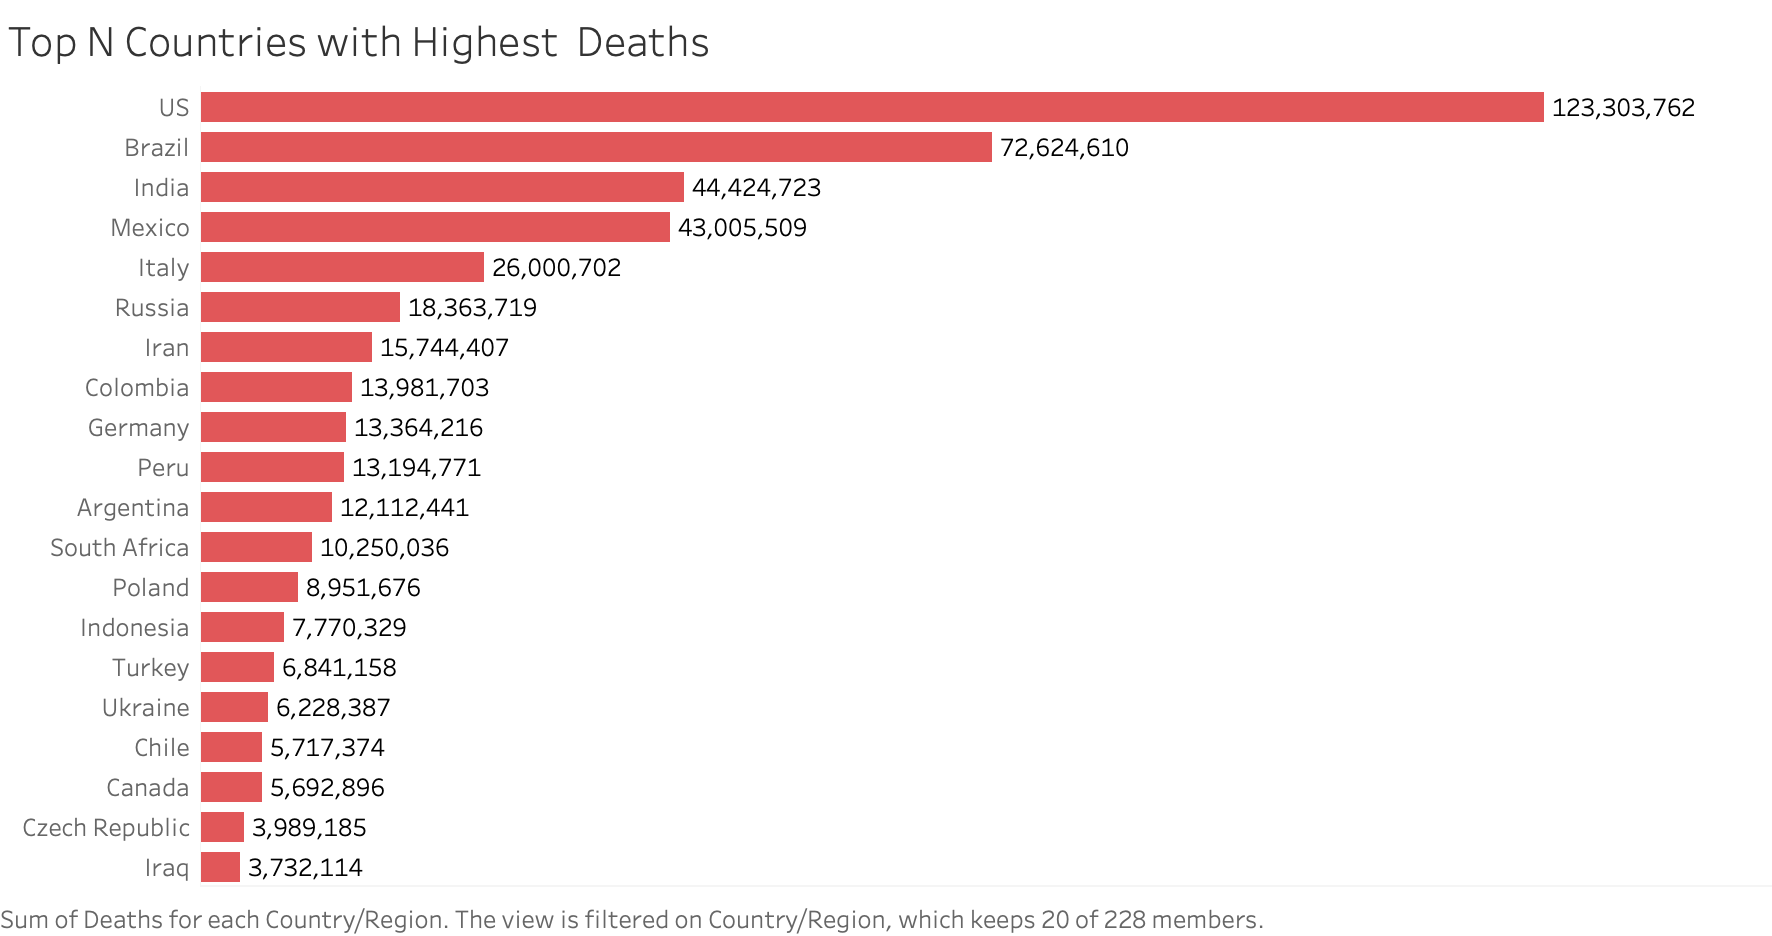 Top N Countries with Highest  Deaths
US 123,303,762
Brazil 72,624,610
India 44,424,723
Mexico 43,005,509
Italy 26,000,702
Russia 18,363,719
Iran 15,744,407
Colombia 13,981,703
Germany 13,364,216
Peru 13,194,771
Argentina 12,112,441
South Africa 10,250,036
Poland 8,951,676
Indonesia 7,770,329
Turkey 6,841,158
Ukraine 6,228,387
Chile 5,717,374
Canada 5,692,896
Czech Republic 3,989,185
Iraq 3,732,114
Sum of Deaths for each Country/Region. The view is filtered on Country/Region, which keeps 20 of 228 members.